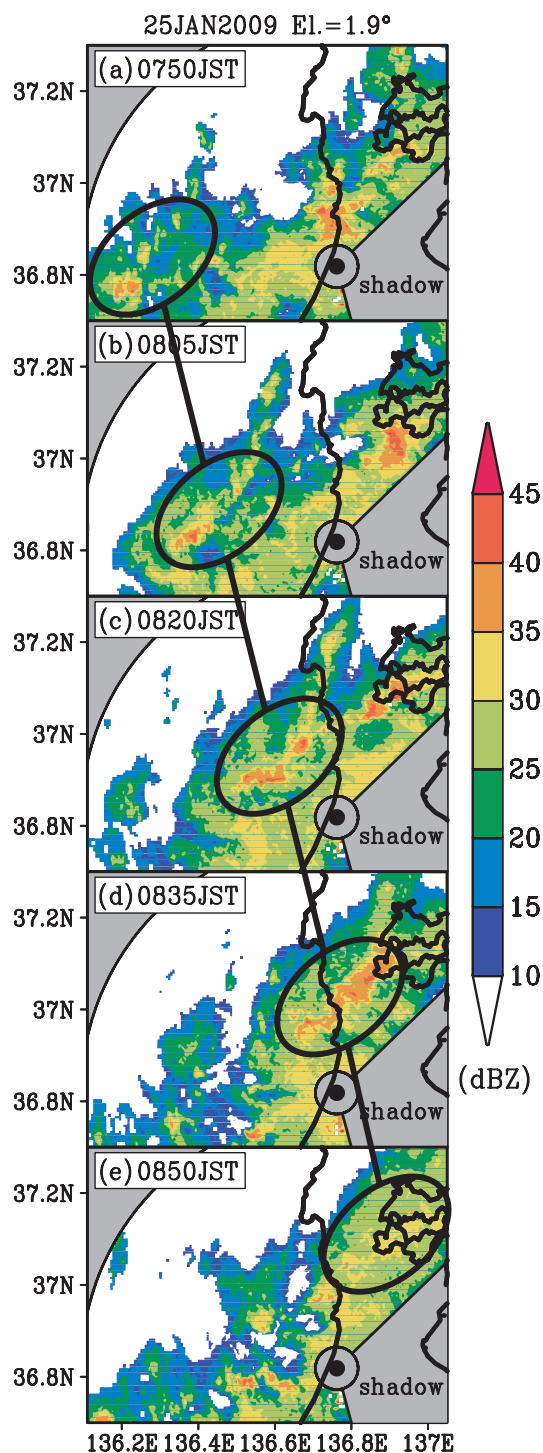 25JAN2009 El.=1.9°
(a)0750JST
37.2N
37N
36.8N
shadow
(b)0805JST
37.2N
37N
36.8N
shadow
(c)0820JST
37.2N
37N
36.8N
shadow
(d)0835JST
37.2N
37N
36.8N
shadow
(e)0850JST
37.2N
37N
36.8N
shadow
136.2E 136.4E 136.6E 136.8E 137E
45
40
35
30
25
20
15
10
(dBZ)